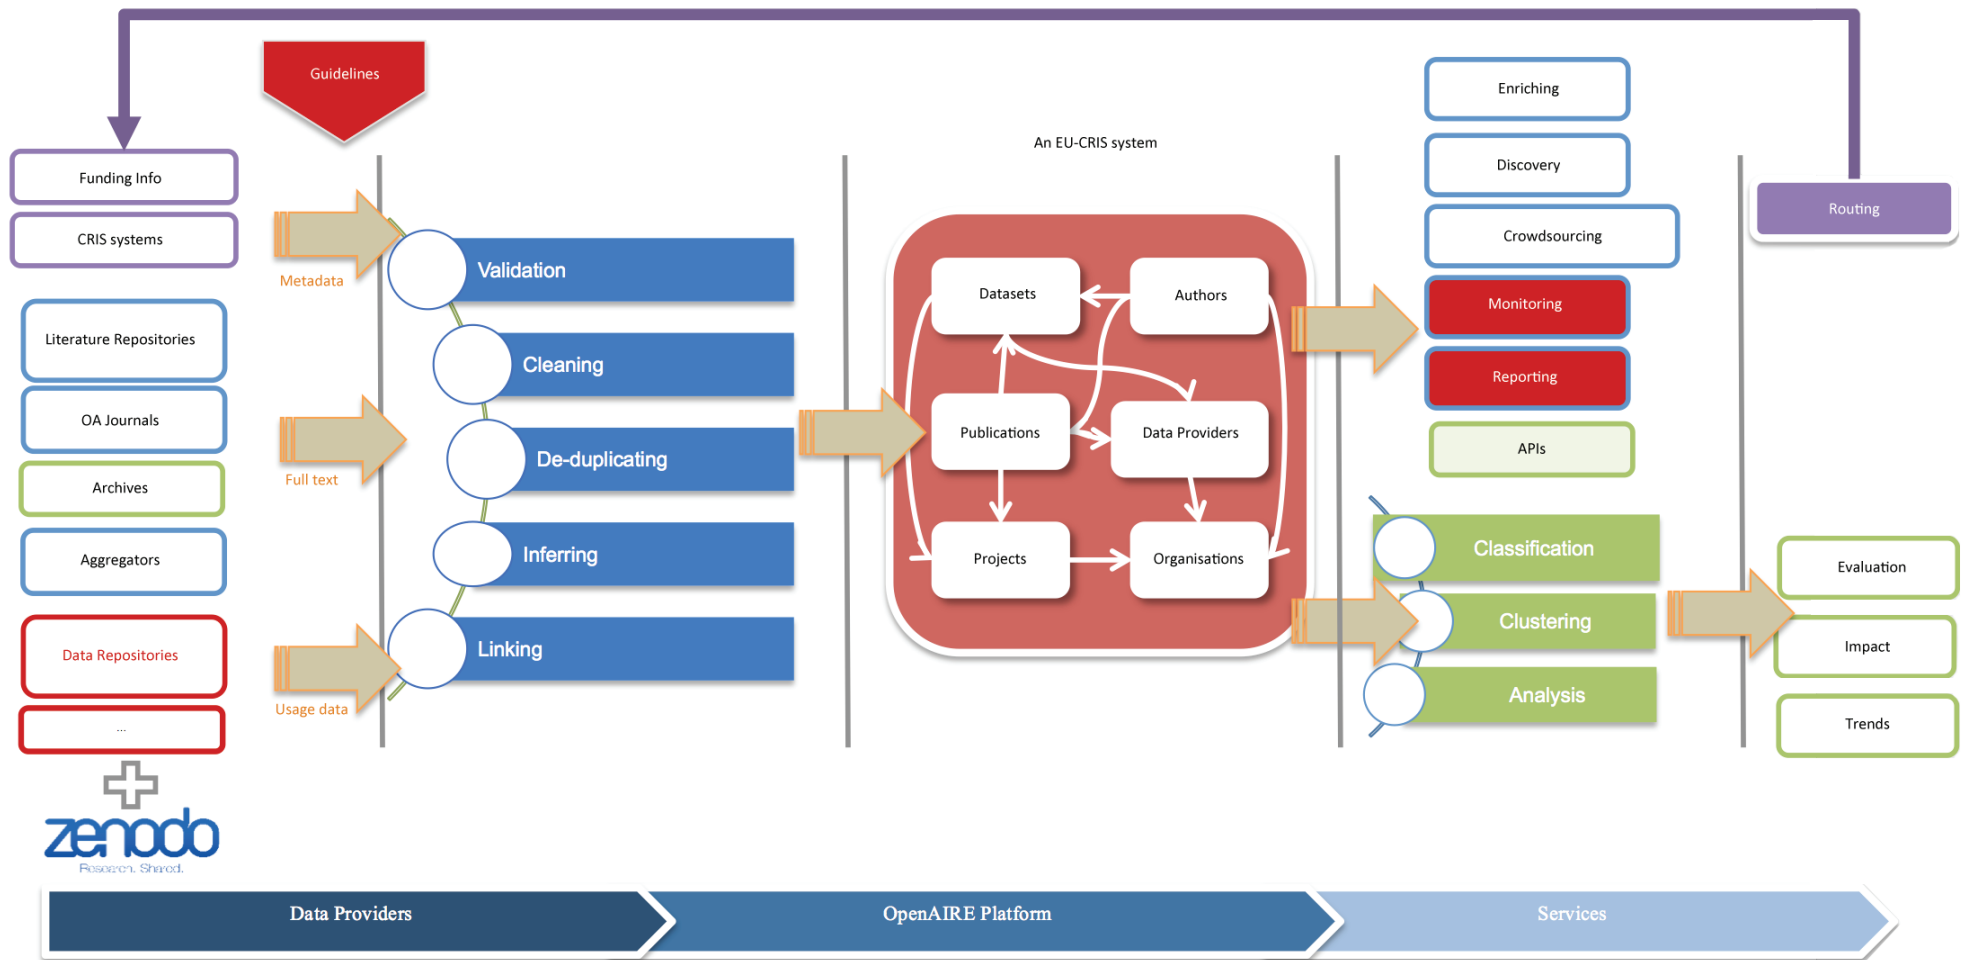 Guidelines
Funding Info
CRIS systems
Literature Repositories
OA Journals
Archives
Aggregators
Data Repositories
...
zenodo
Research. Shared.
Metadata
Full text
Usage data
Validation
Cleaning
De-duplicating
Inferring
Linking
An EU-CRIS system
Datasets
Authors
Publications
Data Providers
Projects
Organisations
Enriching
Discovery
Crowdsourcing
Monitoring
Reporting
APIs
Classification
Clustering
Analysis
Routing
Evaluation
Impact
Trends
Data Providers
OpenAIRE Platform
Services